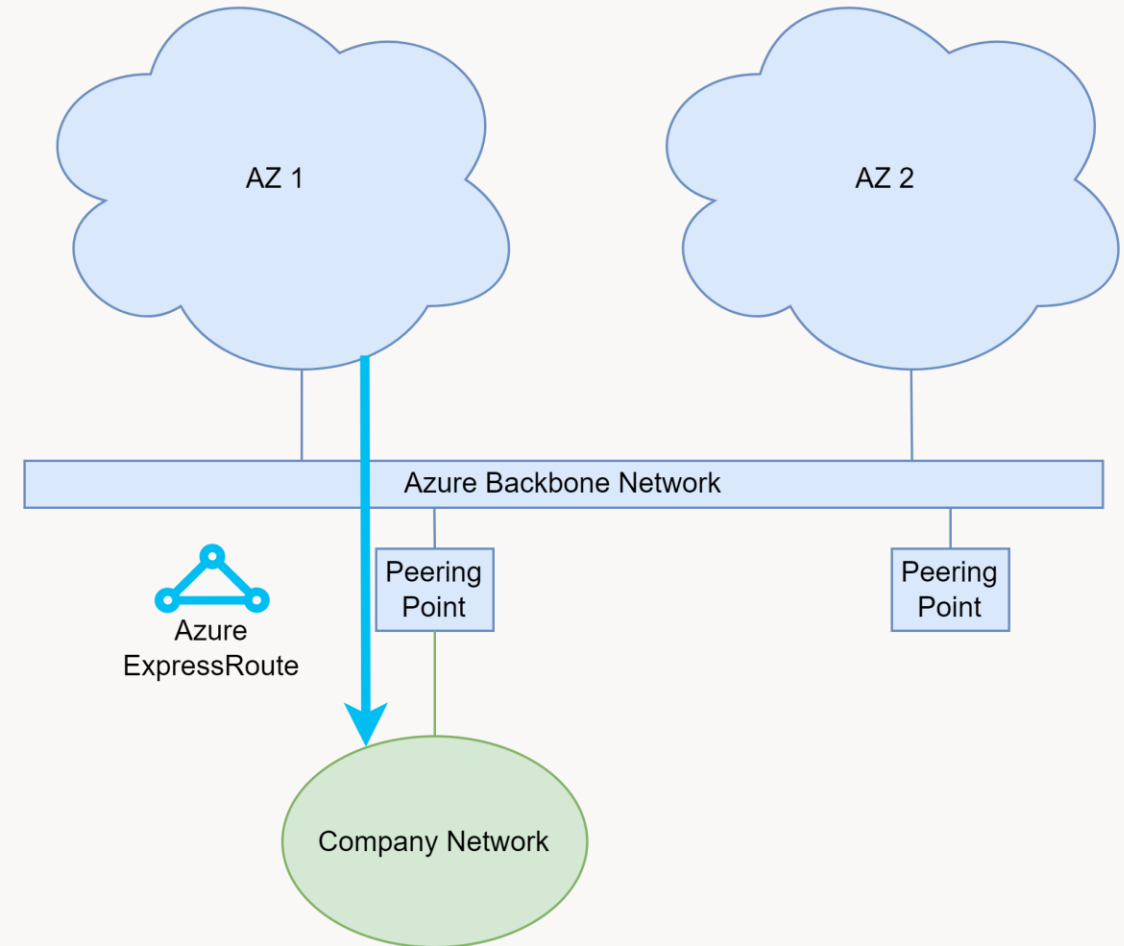 AZ 1
AZ 2
Azure Backbone Network
Peering
Point
Peering
Point
Azure
ExpressRoute
Company Network